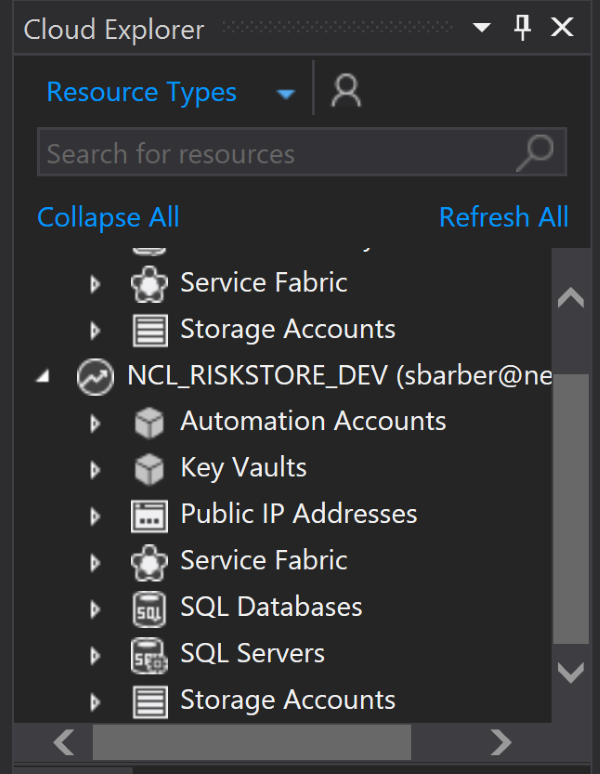 Cloud Explorer
Resource Types
Search for resources
Collapse All Refresh All
Service Fabric
Storage Accounts
NCL_RISKSTORE_DEV (sbarber@ne
Automation Accounts
Key Vaults
Public IP Addresses
Service Fabric
SQL Databases
SQL Servers
Storage Accounts